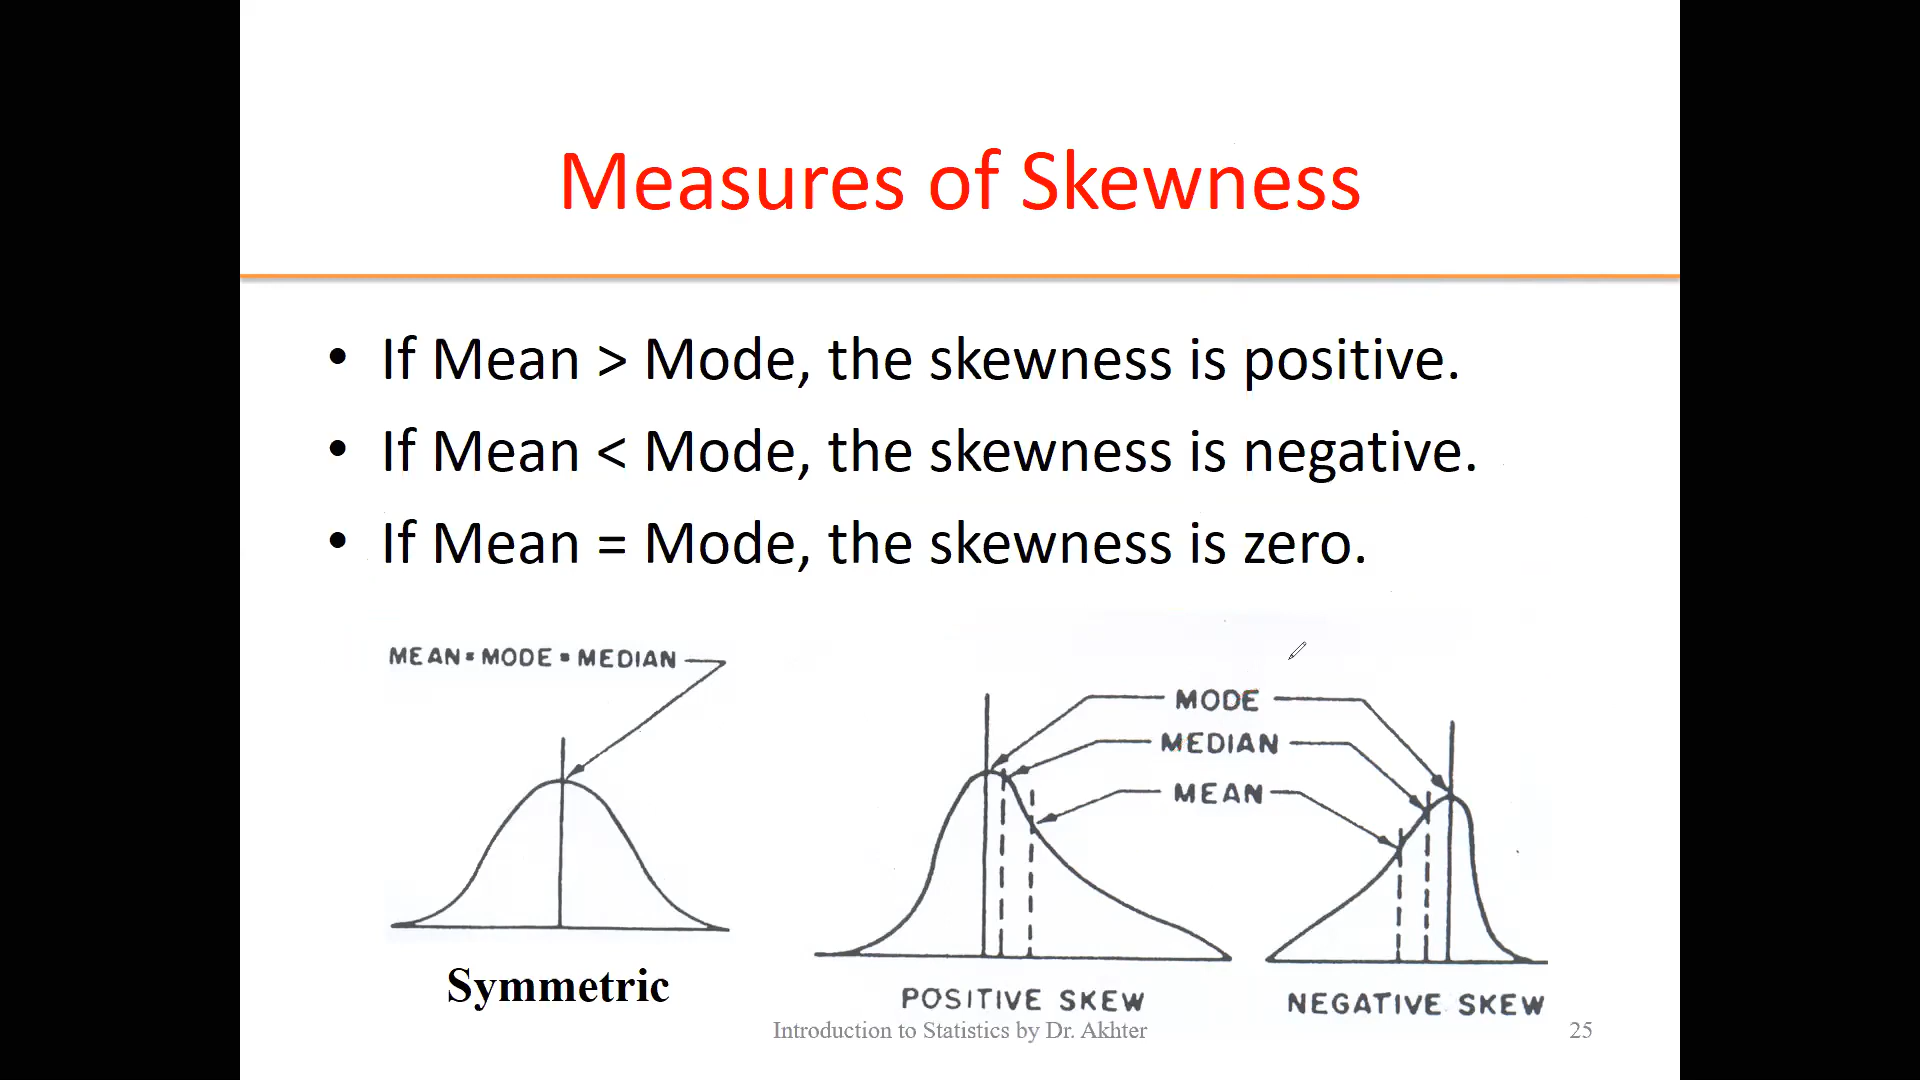 Measures of Skewness
• If Mean > Mode, the skewness is positive.
• If Mean < Mode, the skewness is negative.
• If Mean = Mode, the skewness is zero.
MEAN = MODE = MEDIAN
MODE
MEDIAN
MEAN
Symmetric
POSITIVE SKEW
NEGATIVE SKEW
Introduction to Statistics by Dr. Akhter
25